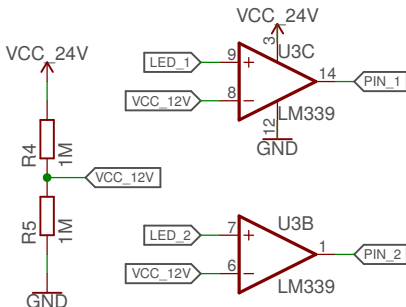 VCC_24V
R4
1M
VCC_12V
R5
1M
GND
VCC_24V
3
U3C
LED_1
9
+
14
PIN_1
VCC_12V
8
-
LM339
12
GND
U3B
LED_2
7
+
1
PIN_2
VCC_12V
6
-
LM339